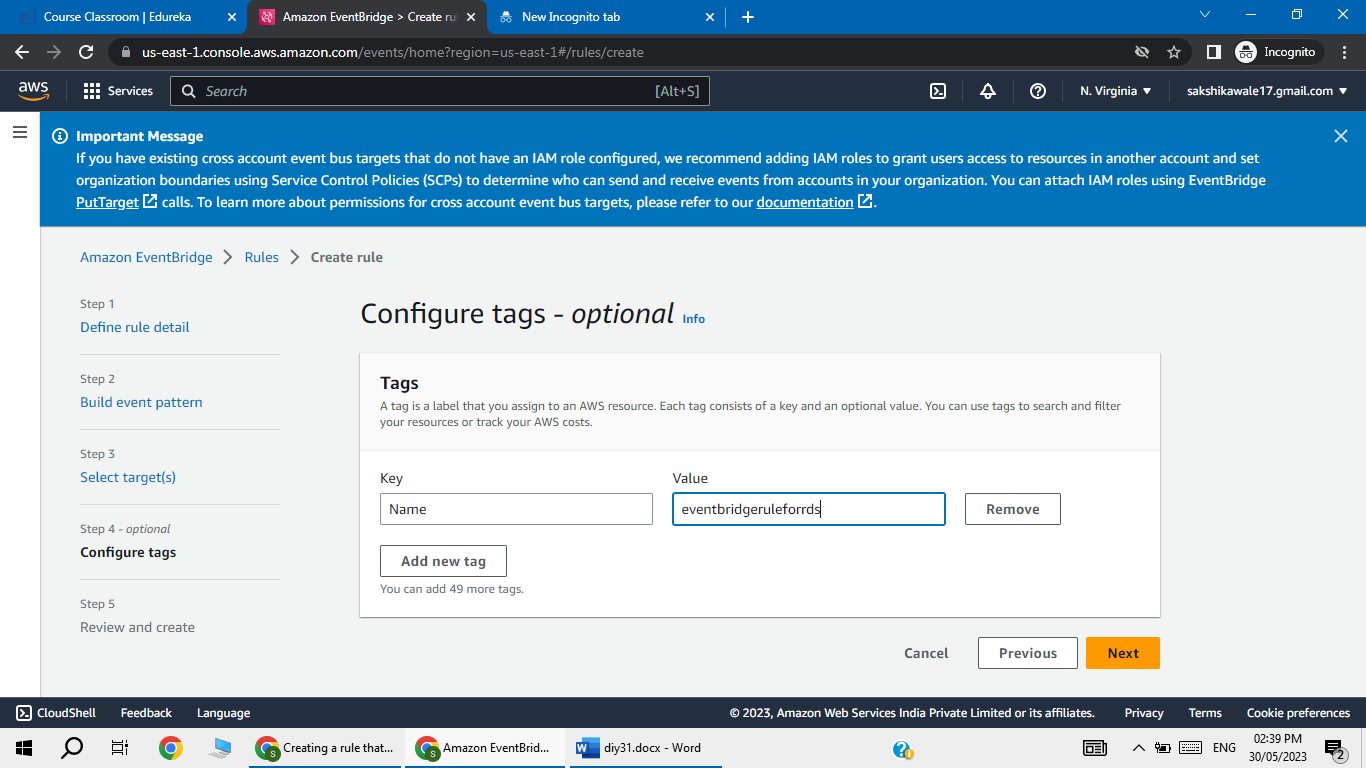 Course Classroom | Edureka
Amazon EventBridge > Create rul
New Incognito tab
us-east-1.console.aws.amazon.com/events/home?region=us-east-1#/rules/create
Incognito
aws
Services
Search
[Alt+S]
N. Virginia
sakshikawale17.gmail.com
Important Message
If you have existing cross account event bus targets that do not have an IAM role configured, we recommend adding IAM roles to grant users access to resources in another account and set
organization boundaries using Service Control Policies (SCPs) to determine who can send and receive events from accounts in your organization. You can attach IAM roles using EventBridge
PutTarget calls. To learn more about permissions for cross account event bus targets, please refer to our documentation .
Amazon EventBridge
Rules
Create rule
Step 1
Define rule detail
Step 2
Build event pattern
Step 3
Select target(s)
Step 4 - optional
Configure tags
Step 5
Review and create
Configure tags - optional Info
Tags
A tag is a label that you assign to an AWS resource. Each tag consists of a key and an optional value. You can use tags to search and filter
your resources or track your AWS costs.
Key
Value
Name
eventbridgeruleforrds
Remove
Add new tag
You can add 49 more tags.
Cancel
Previous
Next
CloudShell
Feedback
Language
© 2023, Amazon Web Services India Private Limited or its affiliates.
Privacy
Terms
Cookie preferences
Creating a rule that...
Amazon EventBrid...
diy31.docx - Word
ENG
02:39 PM
30/05/2023
2